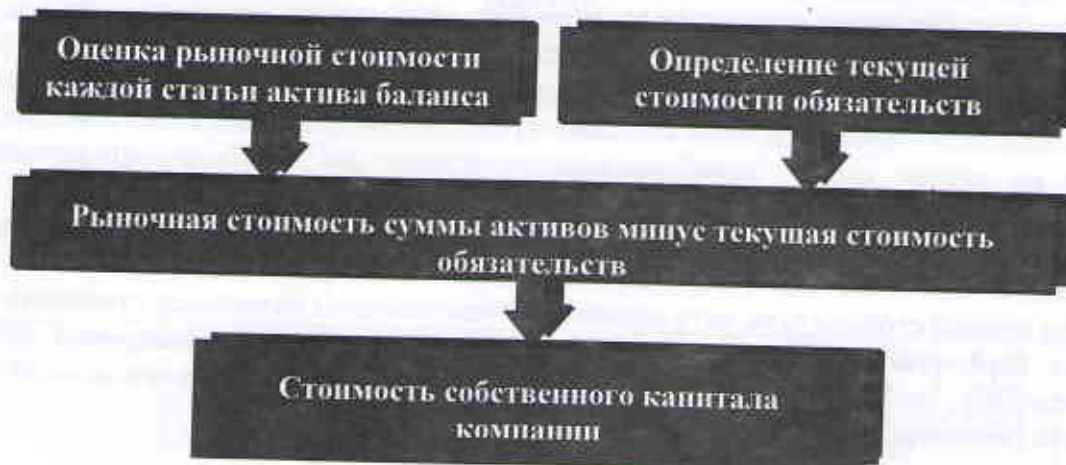 Оценка рыночной стоимости
каждой статьи актива баланса
Определение текущей
стоимости обязательств
Рыночная стоимость суммы активов минус текущая стоимость
обязательств
Стоимость собственного капитала
компании